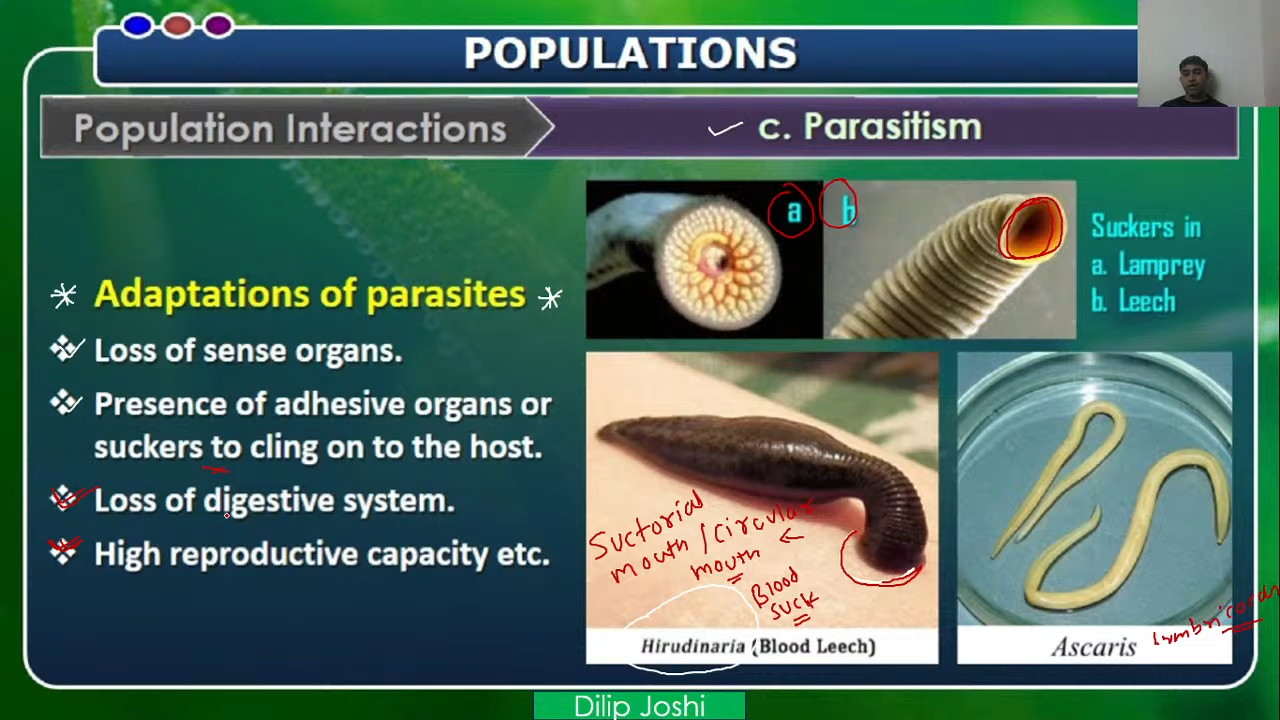 POPULATIONS
Population Interactions
c. Parasitism
a
b
Suckers in
a. Lamprey
b. Leech
Adaptations of parasites
Loss of sense organs.
Presence of adhesive organs or
suckers to cling on to the host.
Loss of digestive system.
High reproductive capacity etc.
Suctorial
mouth / circular
mouth
Blood
suck
Hirudinaria (Blood Leech)
Ascaris
Dilip Joshi